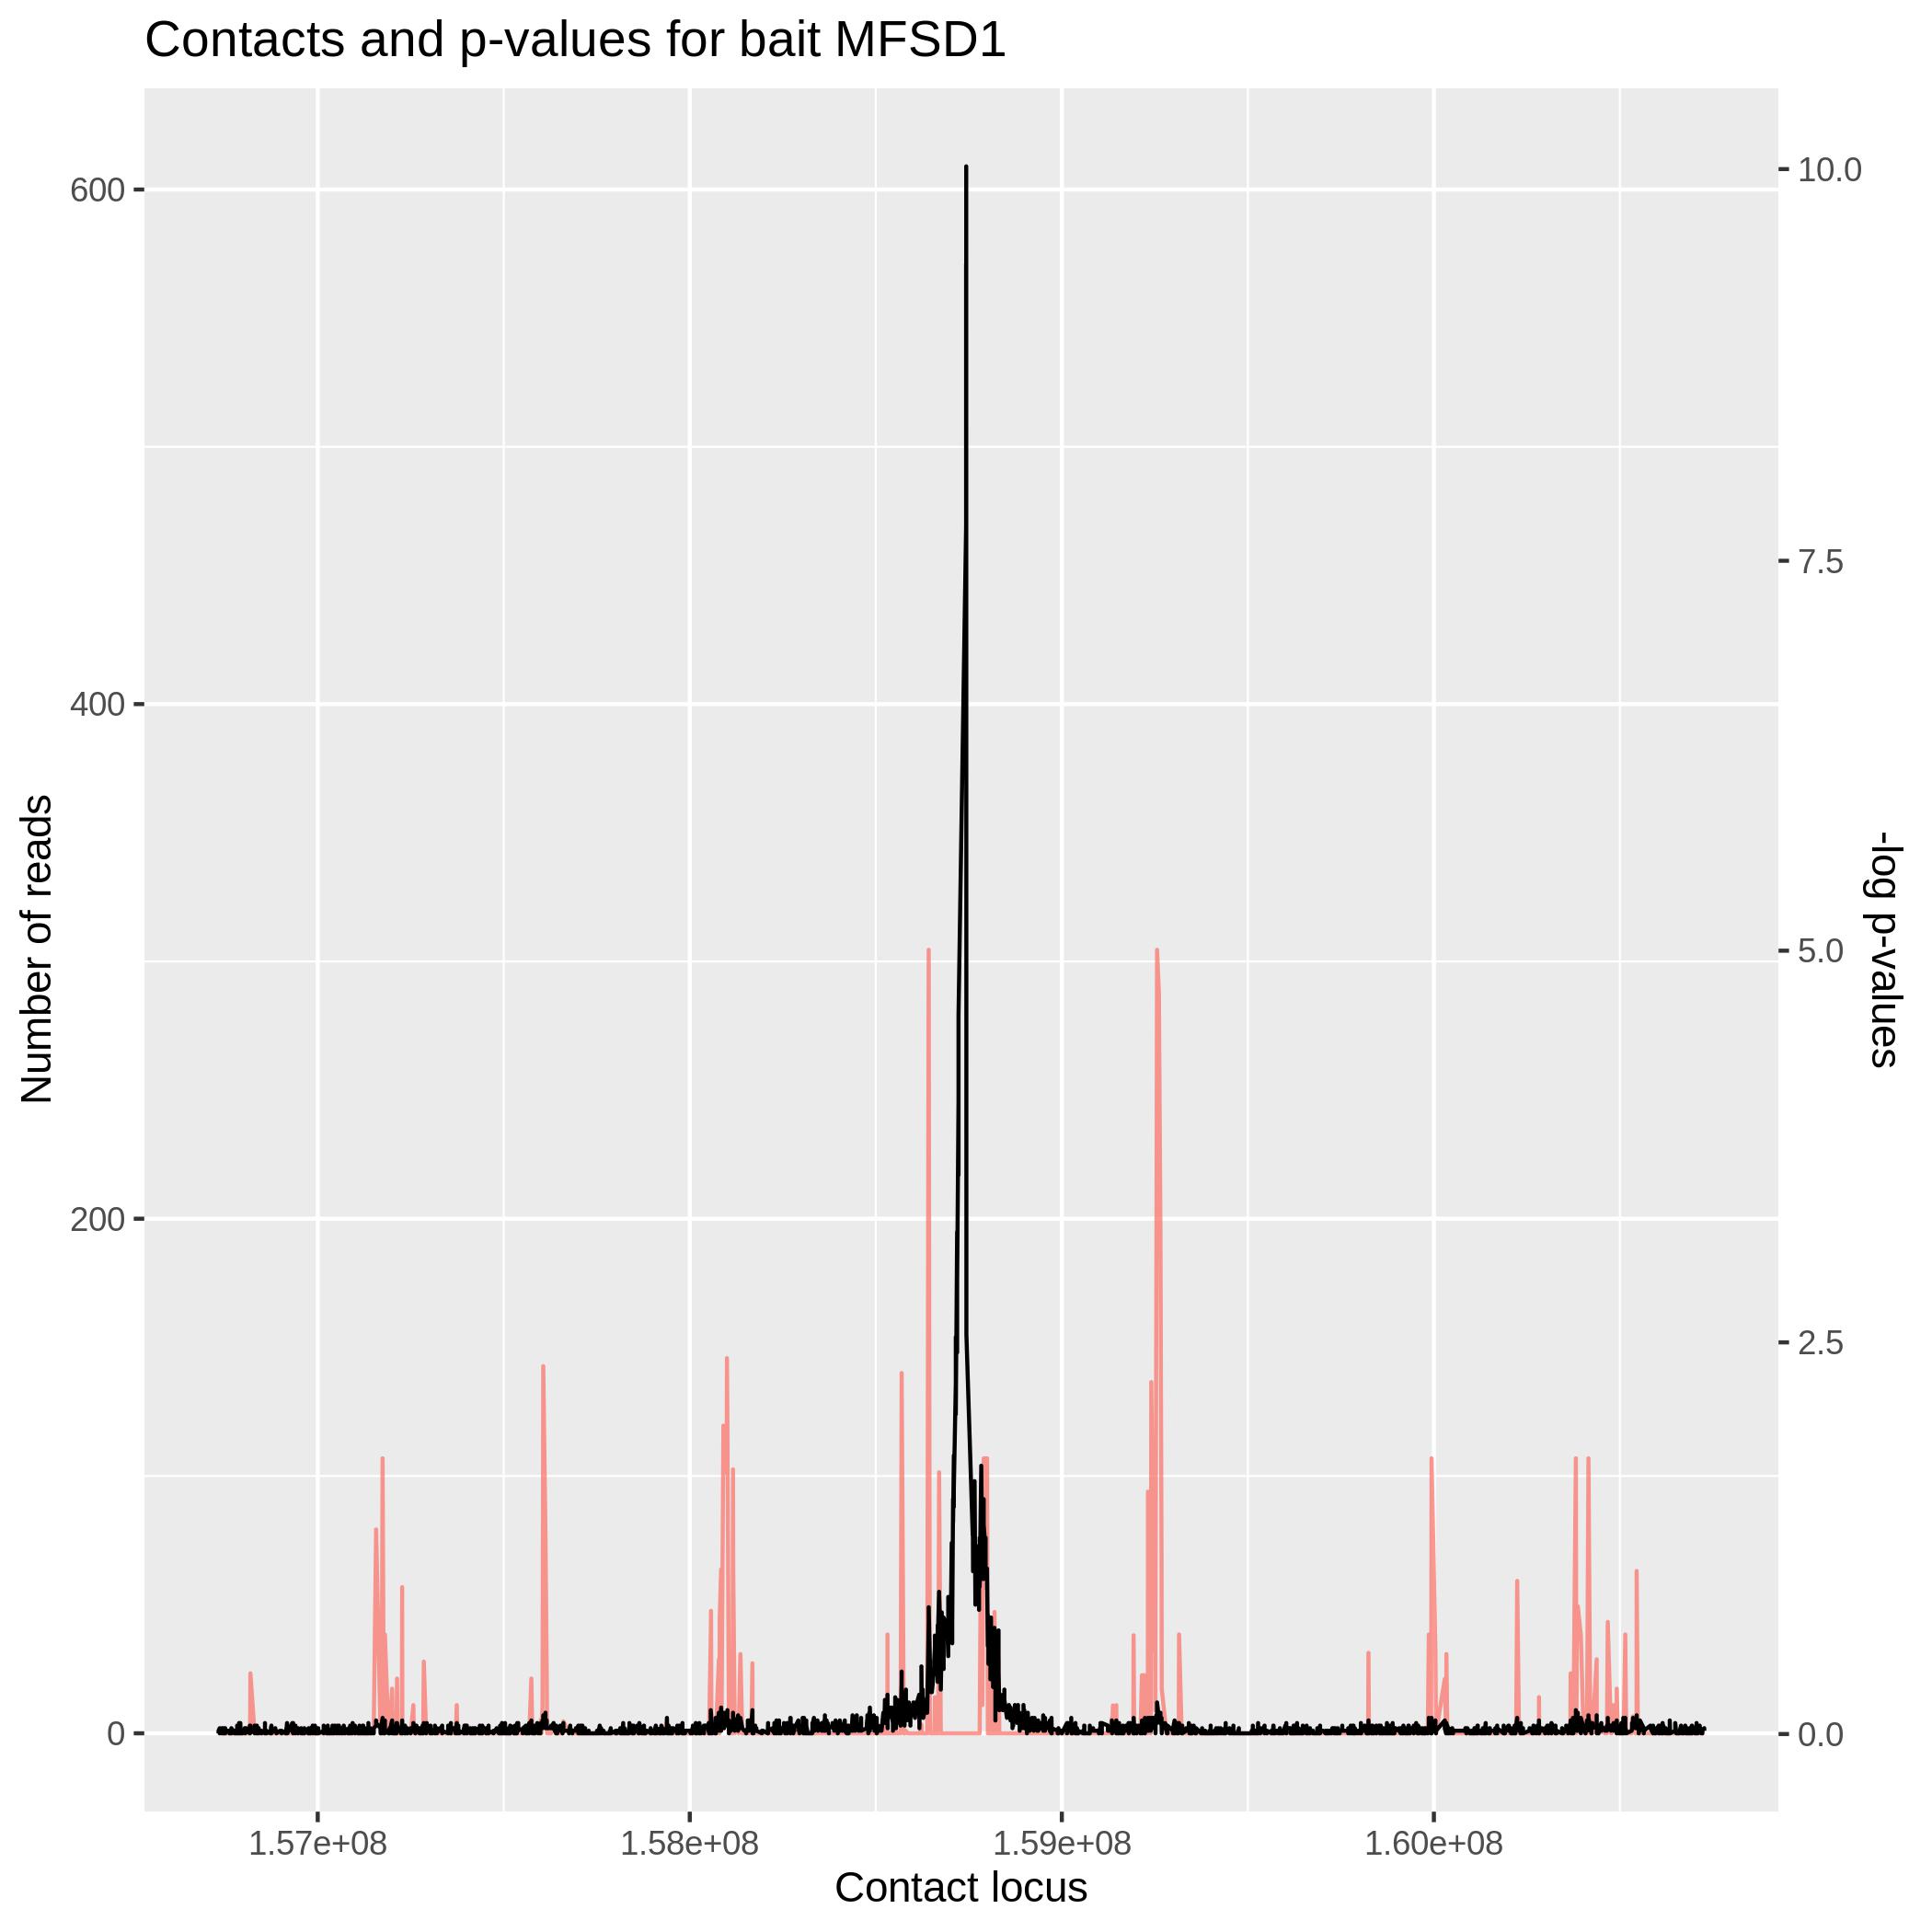 Contacts and p-values for bait MFSD1
600
400
200
0
10.0
7.5
5.0
2.5
0.0
Number of reads
-log p-values
1.57e+08
1.58e+08
1.59e+08
1.60e+08
Contact locus